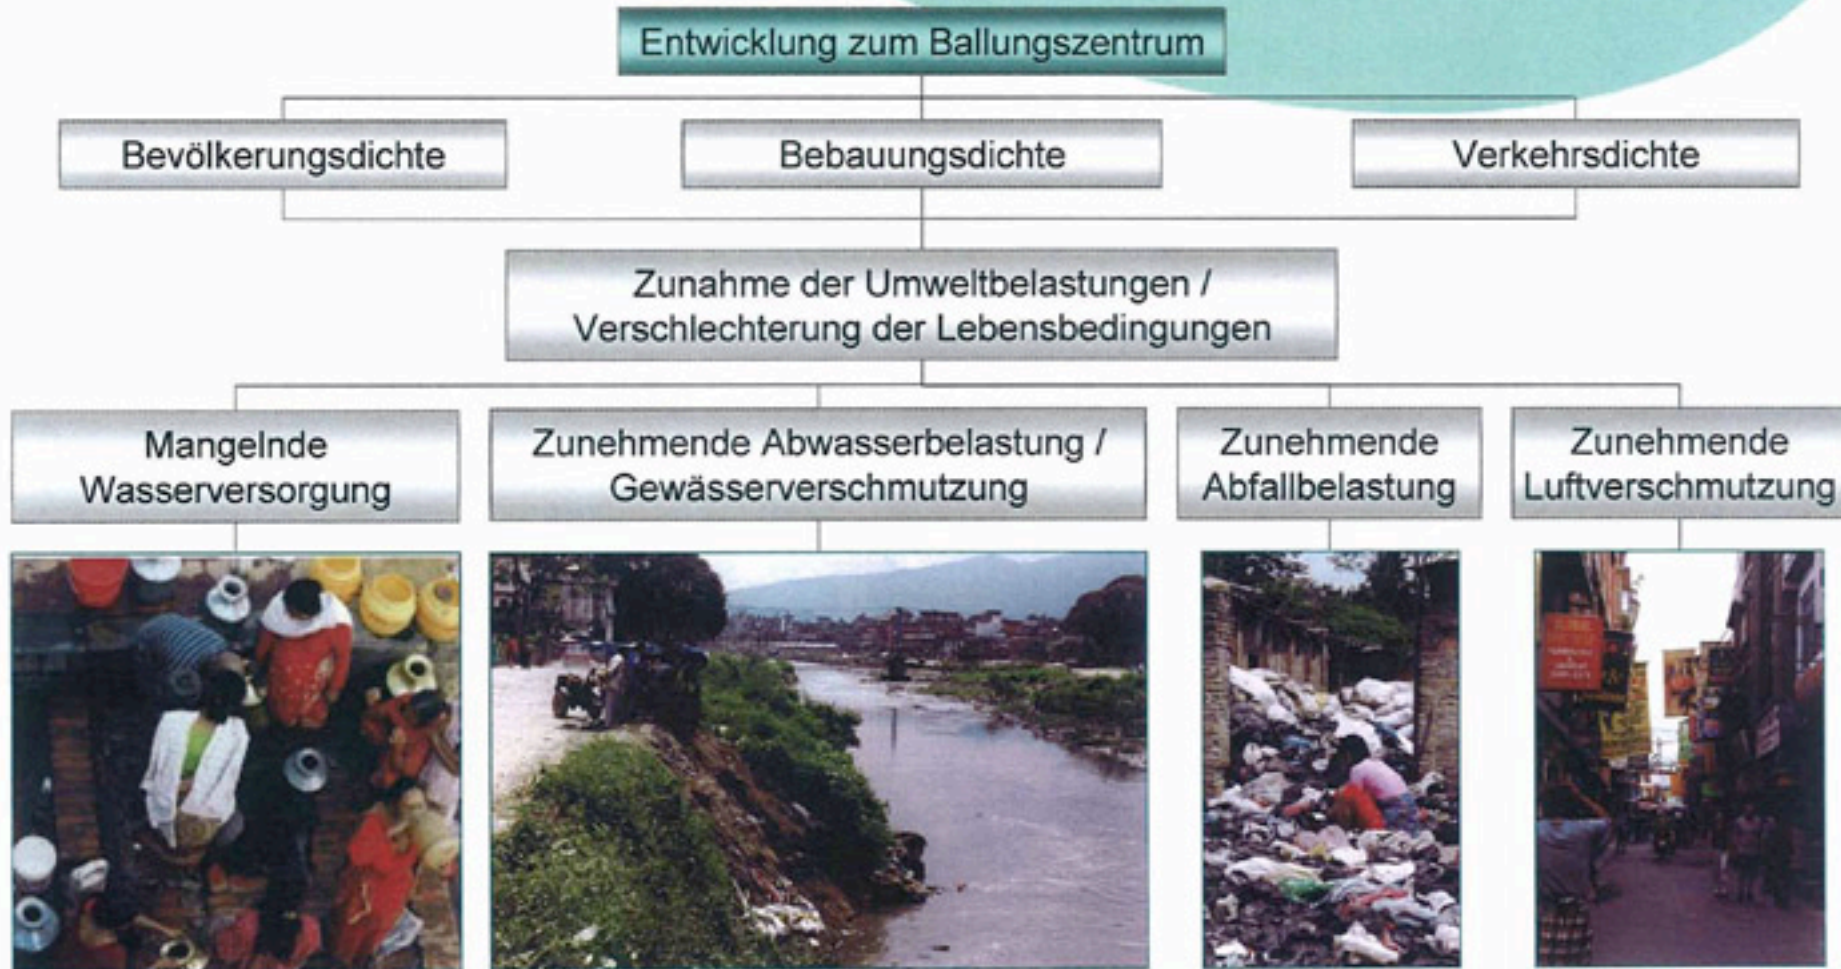 Entwicklung zum Ballungszentrum
Bevölkerungsdichte
Bebauungsdichte
Verkehrsdichte
Zunahme der Umweltbelastungen /
Verschlechterung der Lebensbedingungen
Mangelnde
Wasserversorgung
Zunehmende Abwasserbelastung /
Gewässerverschmutzung
Zunehmende
Abfallbelastung
Zunehmende
Luftverschmutzung